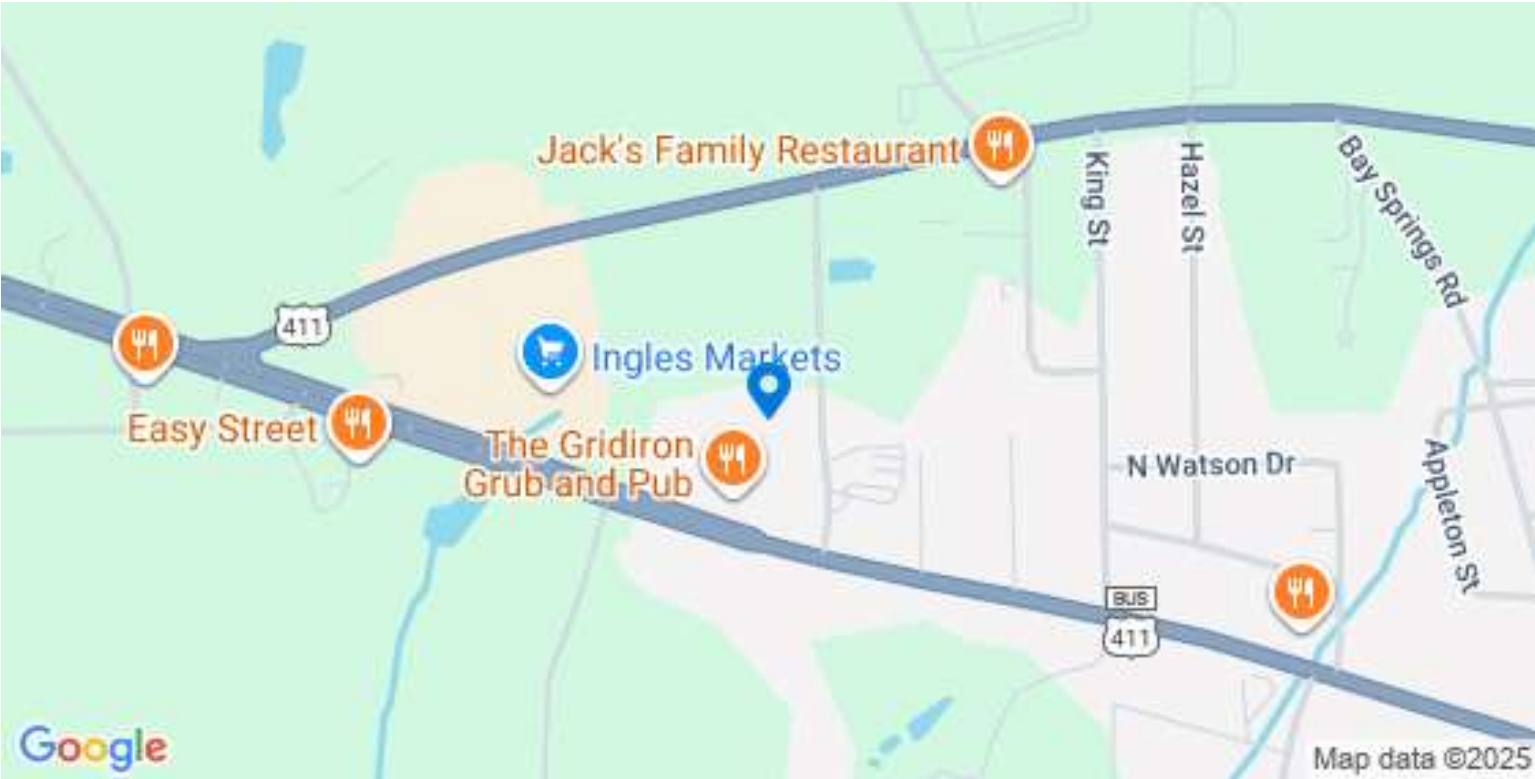 Jack's Family Restaurant
King St
Hazel St
Bay Springs Rd
411
Ingles Markets
Easy Street
The Gridiron
Grub and Pub
N Watson Dr
Appleton St
BUS
411
Google
Map data ©2025